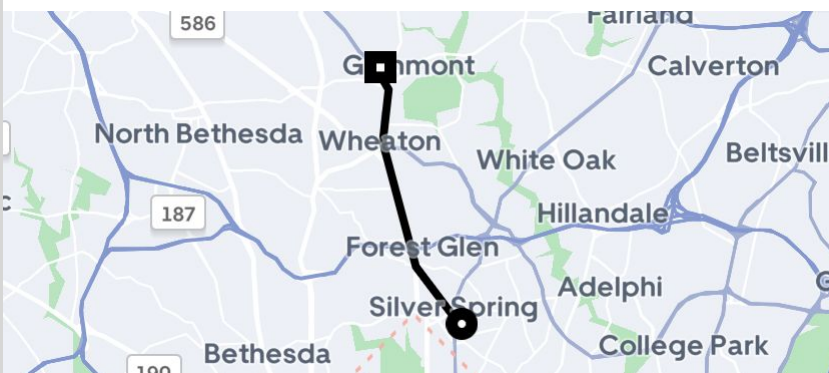 Fairland
586
Calverton
North Bethesda
Wheaton
White Oak
Beltsvill
187
Hillandale
Forest Glen
Adelphi
Silver Spring
College Park
Bethesda